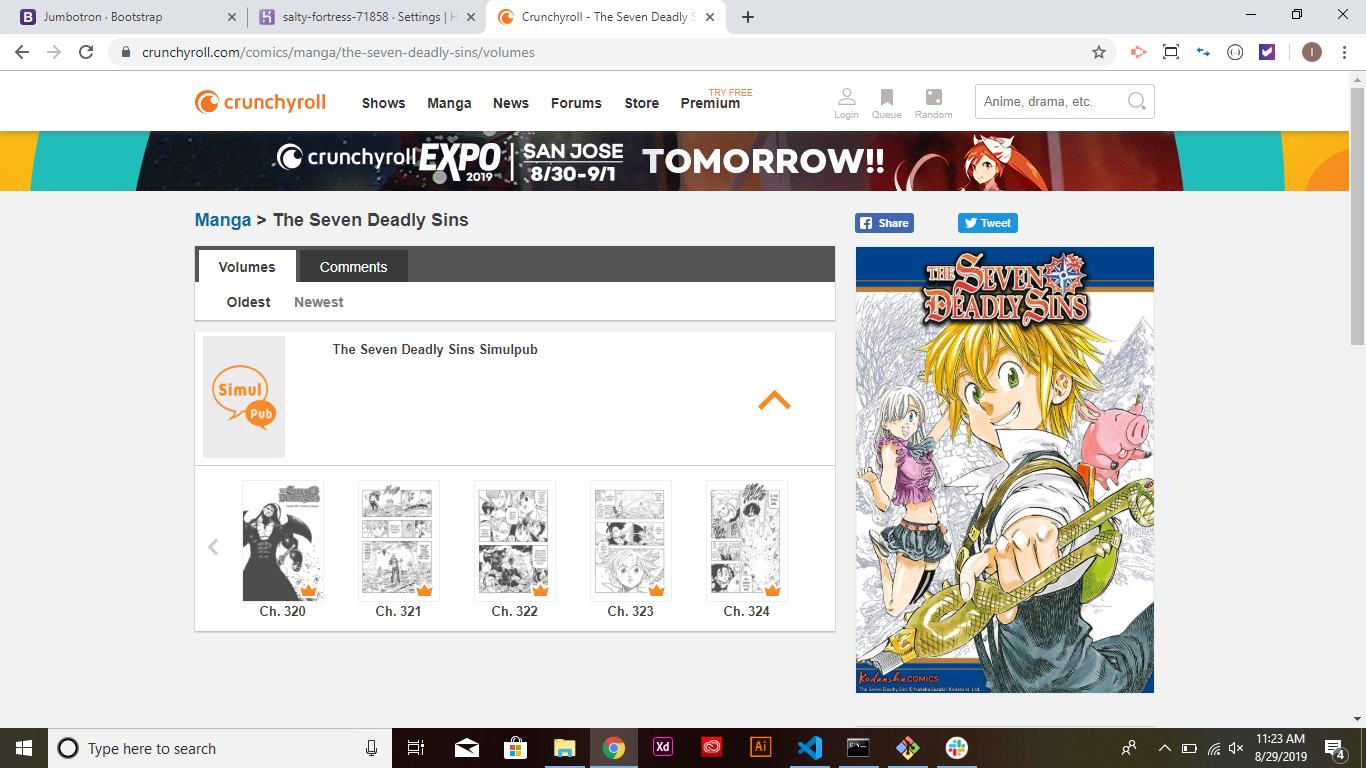 Jumbotron · Bootstrap
salty-fortress-71858 · Settings | H
Crunchyroll - The Seven Deadly S
crunchyroll.com/comics/manga/the-seven-deadly-sins/volumes
I
crunchyroll
Shows
Manga
News
Forums
Store
TRY FREE
Premium
Login
Queue
Random
Anime, drama, etc.
crunchyroll EXPO 2019
SAN JOSE
8/30-9/1
TOMORROW!!
Manga > The Seven Deadly Sins
Share
Tweet
Volumes
Comments
Oldest
Newest
Simul
Pub
The Seven Deadly Sins Simulpub
Ch. 320
Ch. 321
Ch. 322
Ch. 323
Ch. 324
THE SEVEN
DEADLY SINS
Kodansha COMICS
The Seven Deadly Sins © Nakaba Suzuki / Kodansha, Ltd.
Type here to search
Xd
Ai
11:23 AM
8/29/2019
4